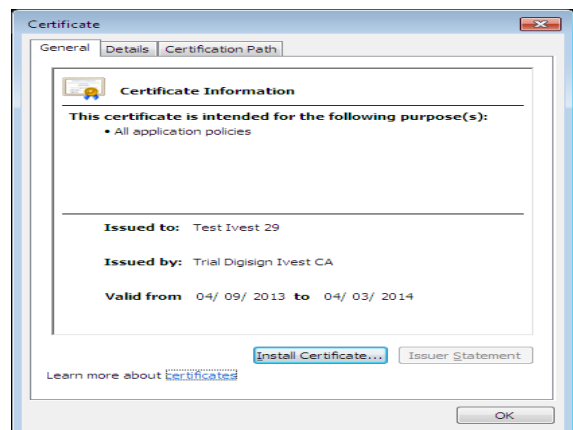 Certificate
General Details Certification Path
Certificate Information
This certificate is intended for the following purpose(s):
• All application policies
Issued to: Test Ivest 29
Issued by: Trial Digisign Ivest CA
Valid from 04/ 09/ 2013 to 04/ 03/ 2014
Install Certificate... Issuer Statement
Learn more about certificates
OK